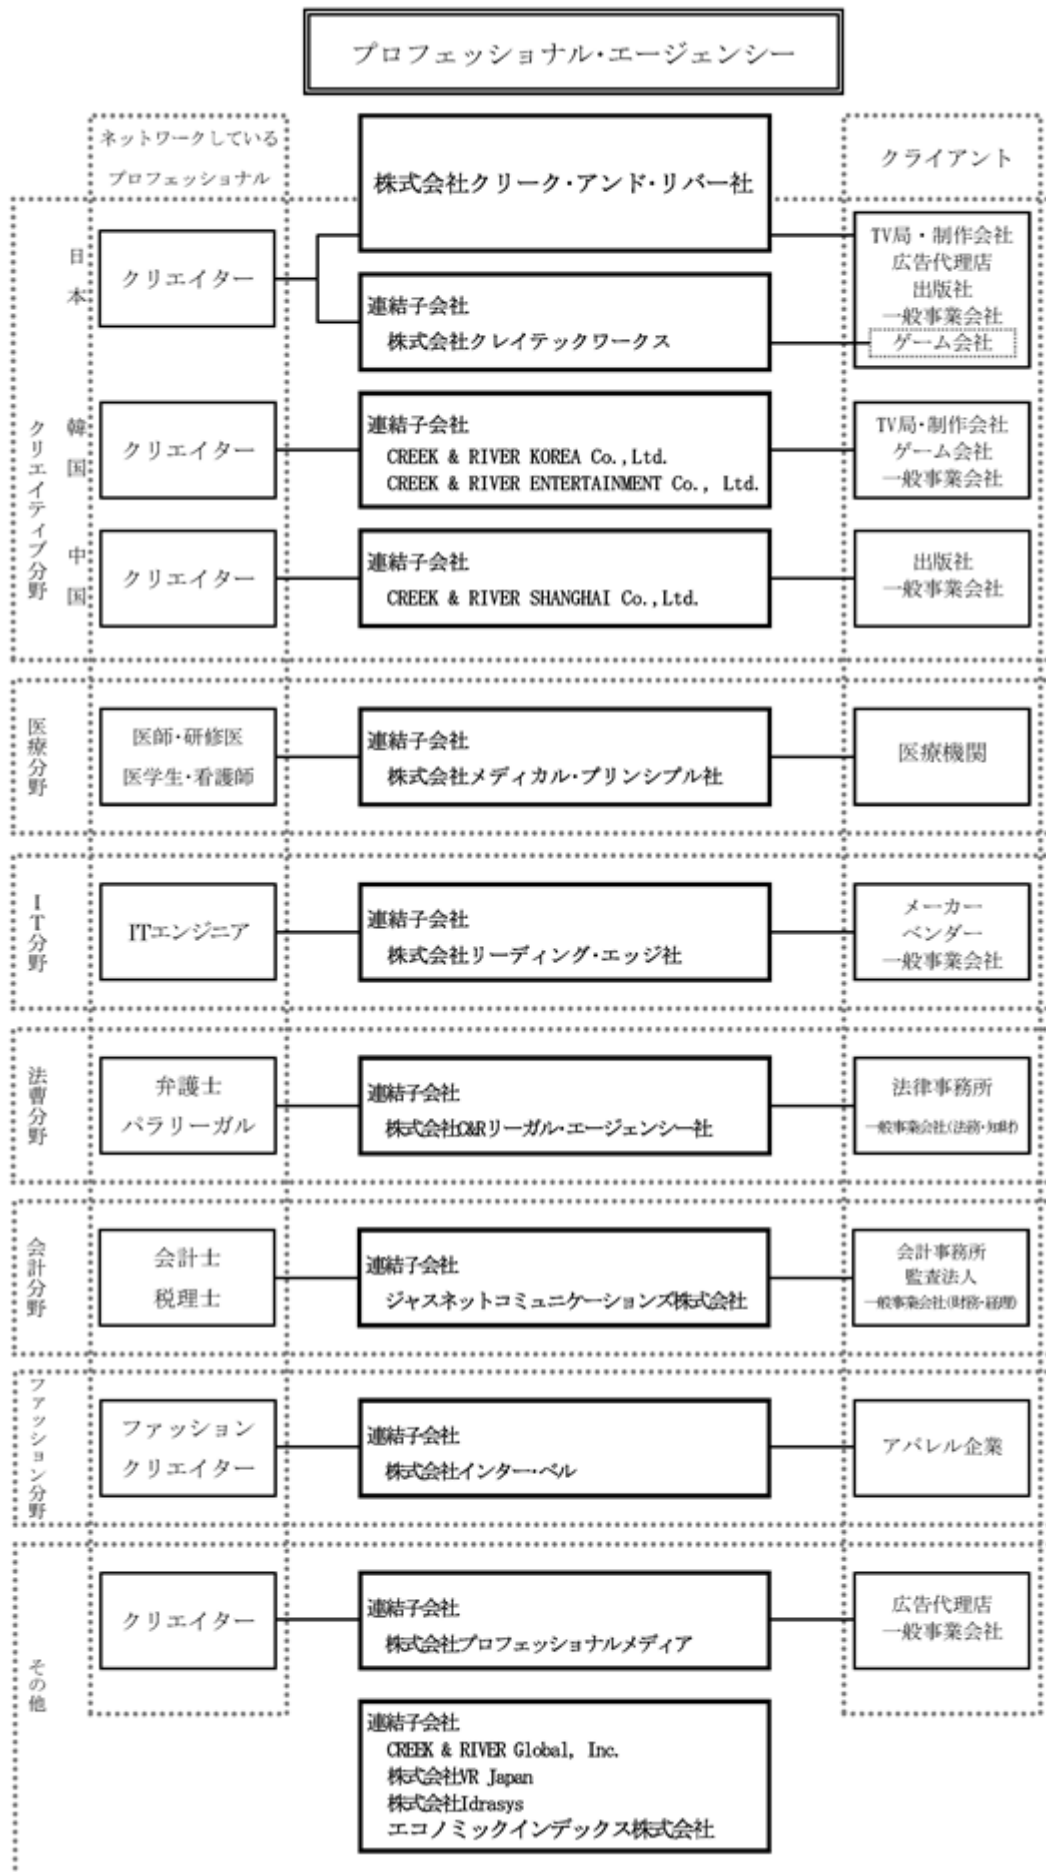 プロフェッショナル・エージェンシー
ネットワークしている
プロフェッショナル
クライアント
株式会社クリーク・アンド・リバー社
クリエイティブ分野
日本
クリエイター
TV局・制作会社
広告代理店
出版社
一般事業会社
ゲーム会社
連結子会社
株式会社クレイテックワークス
韓国
クリエイター
連結子会社
CREEK & RIVER KOREA Co.,Ltd.
CREEK & RIVER ENTERTAINMENT Co., Ltd.
TV局・制作会社
ゲーム会社
一般事業会社
中国
クリエイター
連結子会社
CREEK & RIVER SHANGHAI Co.,Ltd.
出版社
一般事業会社
医療分野
医師・研修医
医学生・看護師
連結子会社
株式会社メディカル・プリンシプル社
医療機関
IT分野
ITエンジニア
連結子会社
株式会社リーディング・エッジ社
メーカー
ベンダー
一般事業会社
法曹分野
弁護士
パラリーガル
連結子会社
株式会社C&Rリーガル・エージェンシー社
法律事務所
一般事業会社(法務・知財)
会計分野
会計士
税理士
連結子会社
ジャスネットコミュニケーションズ株式会社
会計事務所
監査法人
一般事業会社(財務・経理)
ファッション分野
ファッション
クリエイター
連結子会社
株式会社インター・ベル
アパレル企業
その他
クリエイター
連結子会社
株式会社プロフェッショナルメディア
広告代理店
一般事業会社
連結子会社
CREEK & RIVER Global, Inc.
株式会社VR Japan
株式会社Idrasys
エコノミックインデックス株式会社